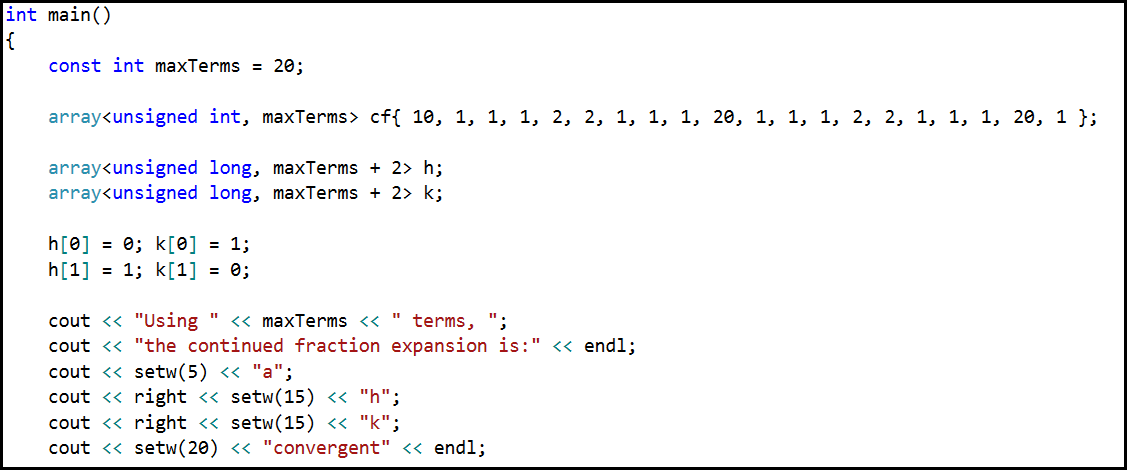 int main()
{
    const int maxTerms = 20;
    array<unsigned int, maxTerms> cf{ 10, 1, 1, 1, 2, 2, 1, 1, 1, 20, 1, 1, 1, 2, 2, 1, 1, 1, 20, 1 };
    array<unsigned long, maxTerms + 2> h;
    array<unsigned long, maxTerms + 2> k;
    h[0] = 0; k[0] = 1;
    h[1] = 1; k[1] = 0;
    cout << "Using " << maxTerms << " terms, ";
    cout << "the continued fraction expansion is:" << endl;
    cout << setw(5) << "a";
    cout << right << setw(15) << "h";
    cout << right << setw(15) << "k";
    cout << setw(20) << "convergent" << endl;